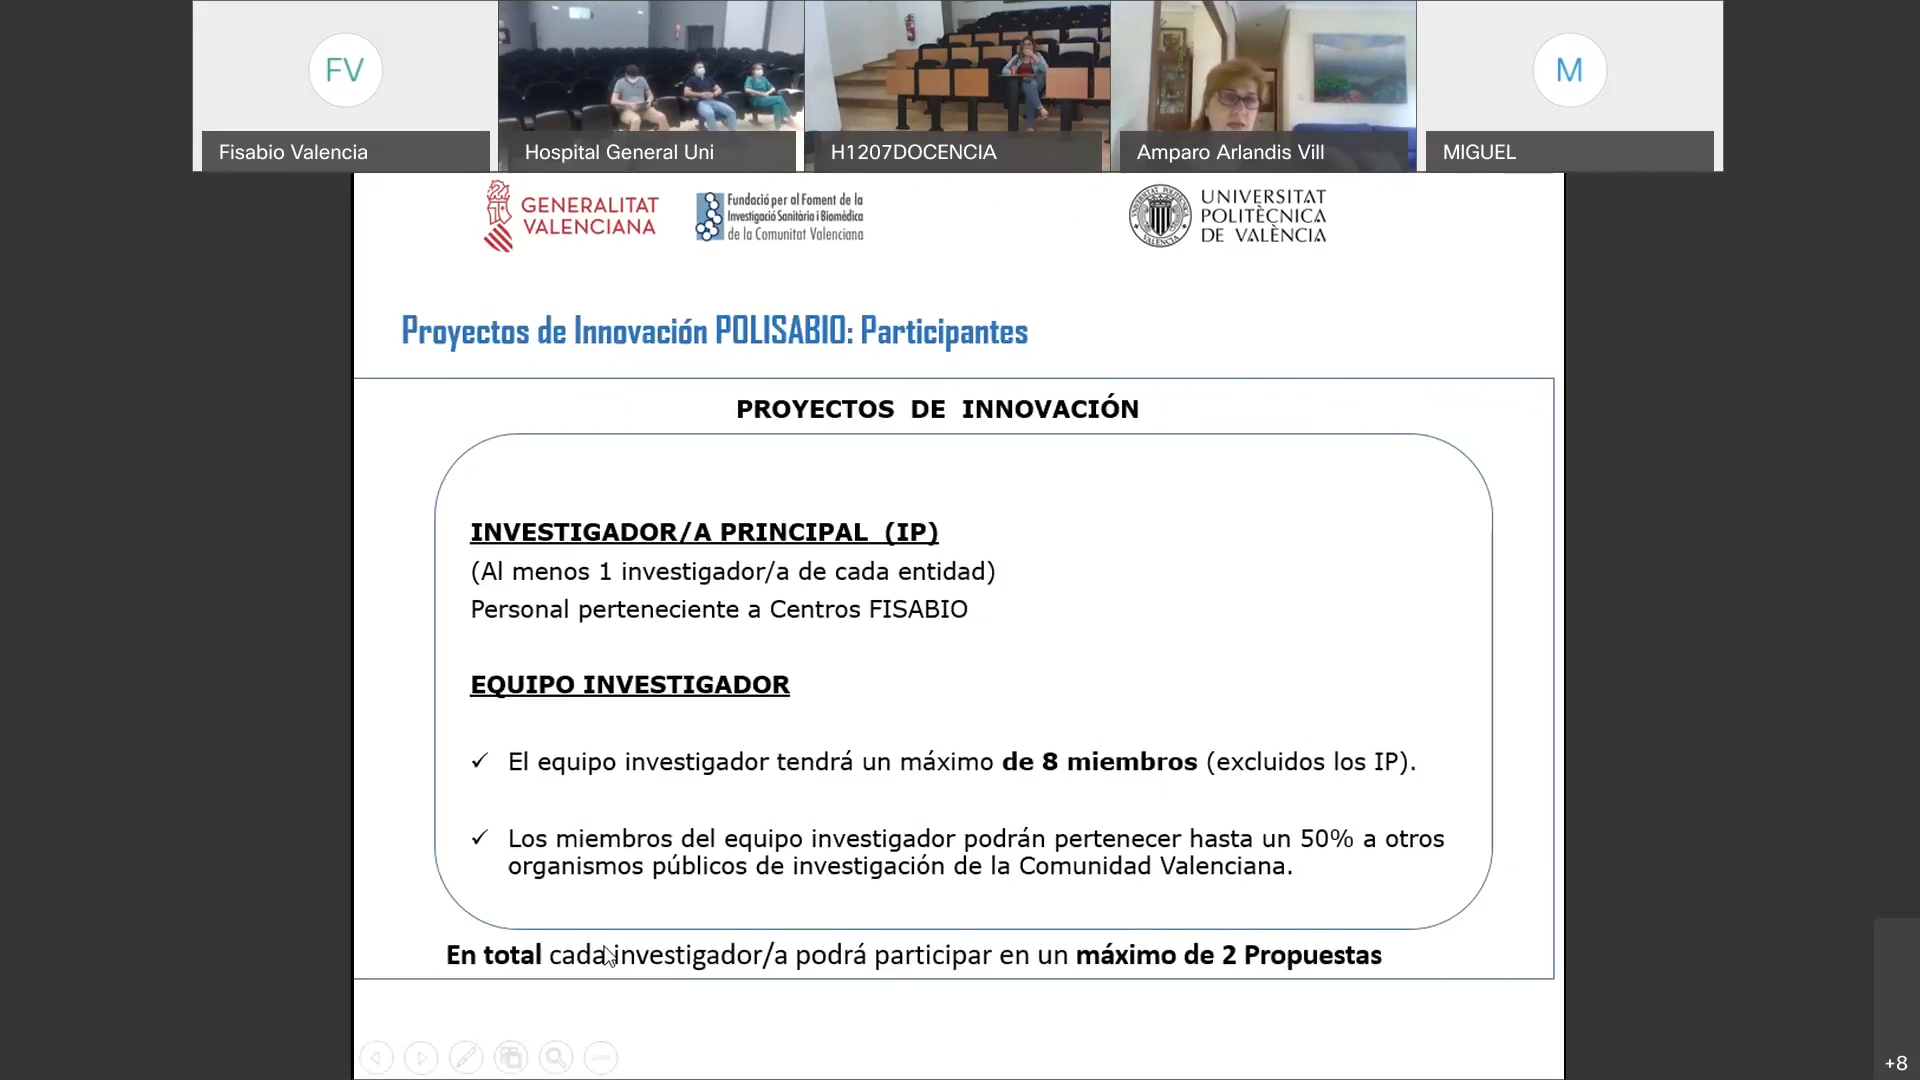 FV
M
Fisabio Valencia
Hospital General Uni
H1207DOCENCIA
Amparo Arlandis Vill
MIGUEL
GENERALITAT
VALENCIANA
Fundació per al Foment de la
Investigació Sanitària i Biomèdica
de la Comunitat Valenciana
UNIVERSITAT
POLITÈCNICA
DE VALÈNCIA
Proyectos de Innovación POLISABIO: Participantes
PROYECTOS DE INNOVACIÓN
INVESTIGADOR/A PRINCIPAL (IP)
(Al menos 1 investigador/a de cada entidad)
Personal perteneciente a Centros FISABIO
EQUIPO INVESTIGADOR
✓ El equipo investigador tendrá un máximo de 8 miembros (excluidos los IP).
✓ Los miembros del equipo investigador podrán pertenecer hasta un 50% a otros
organismos públicos de investigación de la Comunidad Valenciana.
En total cada investigador/a podrá participar en un máximo de 2 Propuestas
+8